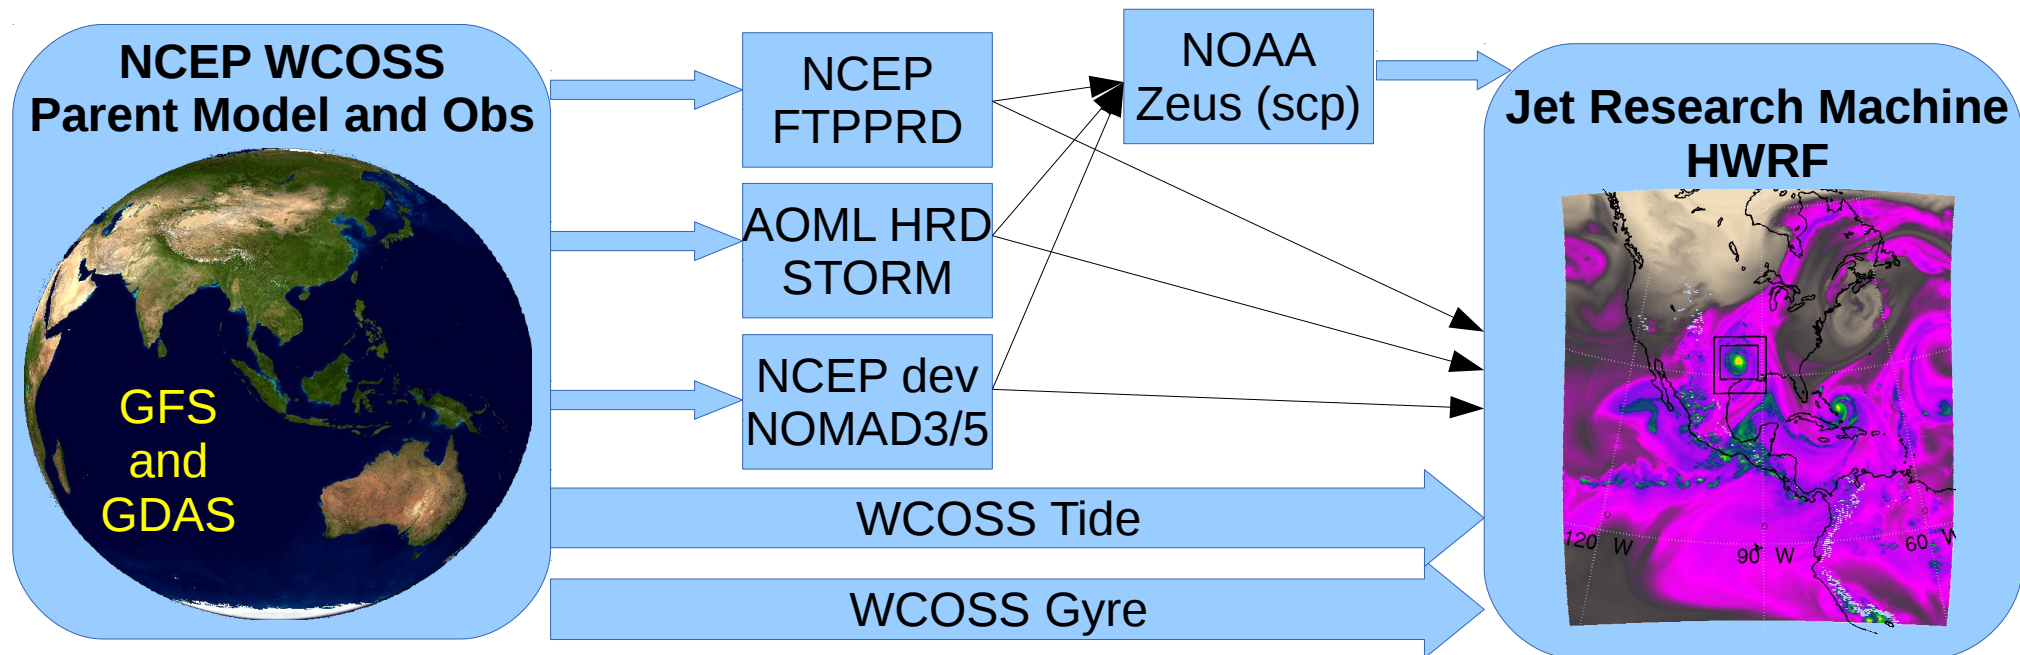 NCEP WCOSS
Parent Model and Obs
GFS
and
GDAS
NCEP
FTPPRD
AOML HRD
STORM
NCEP dev
NOMAD3/5
NOAA
Zeus (scp)
WCOSS Tide
WCOSS Gyre
Jet Research Machine
HWRF
120 W
90 W
60 W